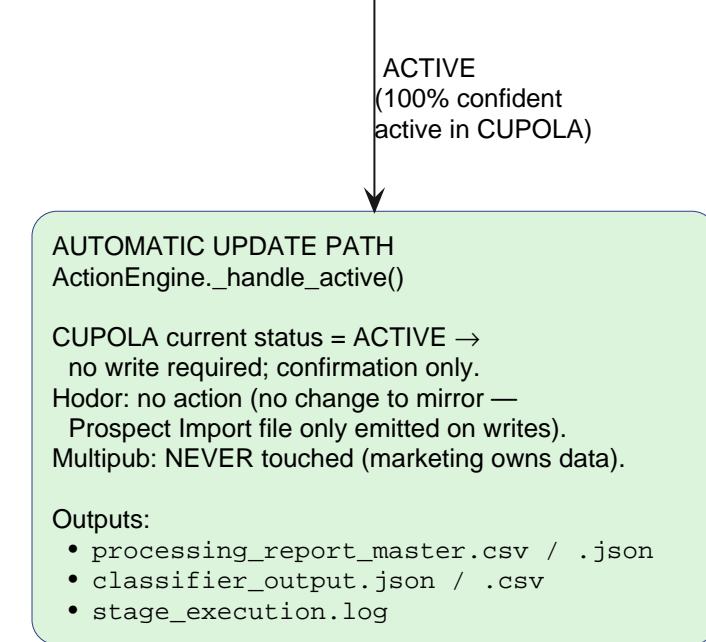 ACTIVE
(100% confident
active in CUPOLA)
AUTOMATIC UPDATE PATH
ActionEngine._handle_active()
CUPOLA current status = ACTIVE →
no write required; confirmation only.
Hodor: no action (no change to mirror —
Prospect Import file only emitted on writes).
Multipub: NEVER touched (marketing owns data).
Outputs:
• processing_report_master.csv / .json
• classifier_output.json / .csv
• stage_execution.log